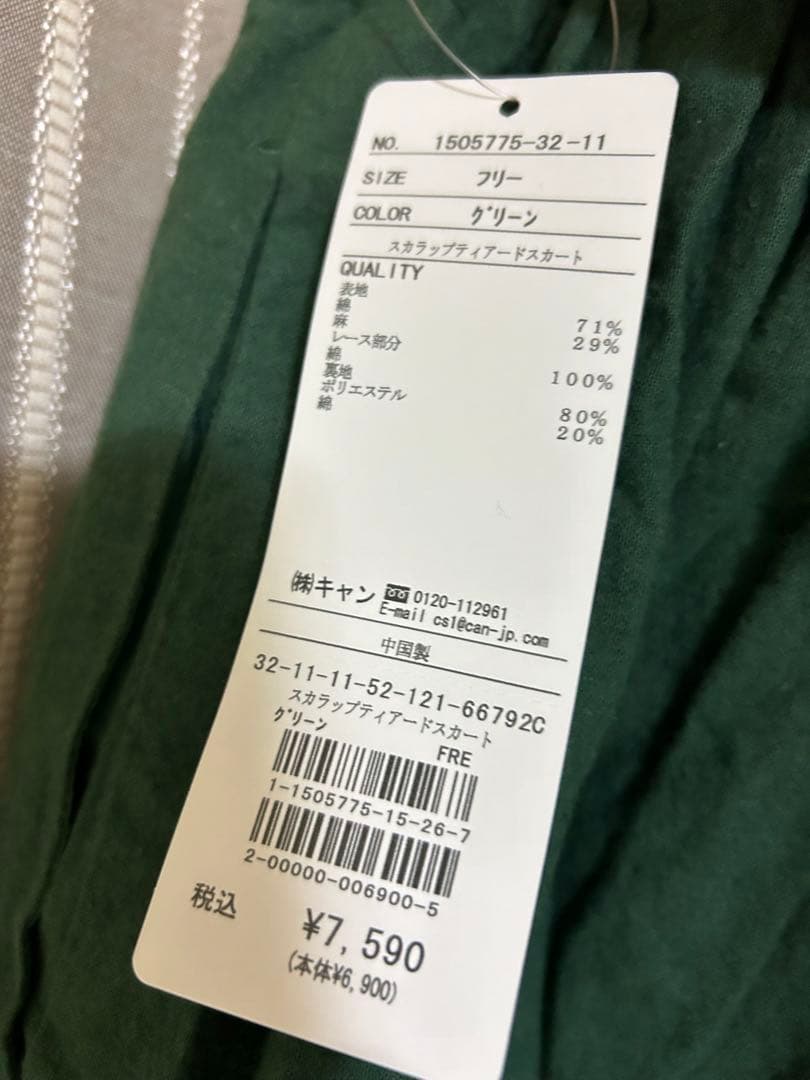 NO. 1505775-32-11
SIZE フリー
COLOR グリーン
スカラップティアードスカート
QUALITY
表地
綿 71%
麻 29%
レース部分
綿 100%
裏地
ポリエステル 80%
綿 20%
㈱キャン 0120-112961
E-mail cs1@can-jp.com
中国製
32-11-11-52-121-66792C
スカラップティアードスカート
グリーン
FRE
1-1505775-15-26-7
2-00000-006900-5
税込 ¥7,590
(本体¥6,900)